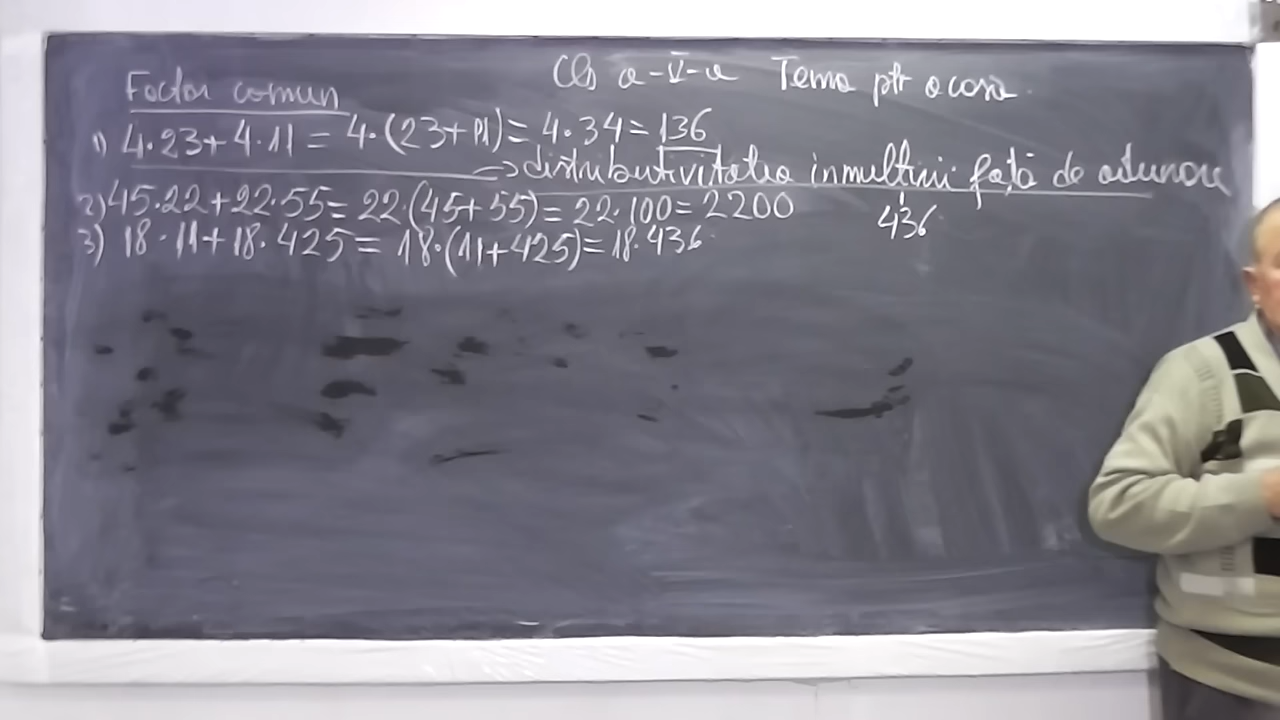 Cls a-V-a Tema ptr acasa
Factor comun
1) 4·23+4·11 = 4·(23+11)= 4·34=136
→ distributivitatea inmultirii față de adunare
2) 45·22+22·55= 22·(45+55)= 22·100= 2200
436
3) 18·11+18·425= 18·(11+425)=18·436